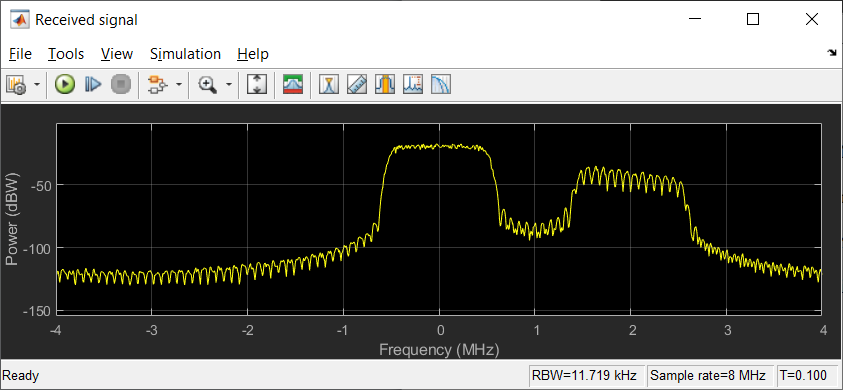 Received signal
File Tools View Simulation Help
-50
-100
-150
Power (dBW)
-4 -3 -2 -1 0 1 2 3 4
Frequency (MHz)
Ready RBW=11.719 kHz Sample rate=8 MHz T=0.100